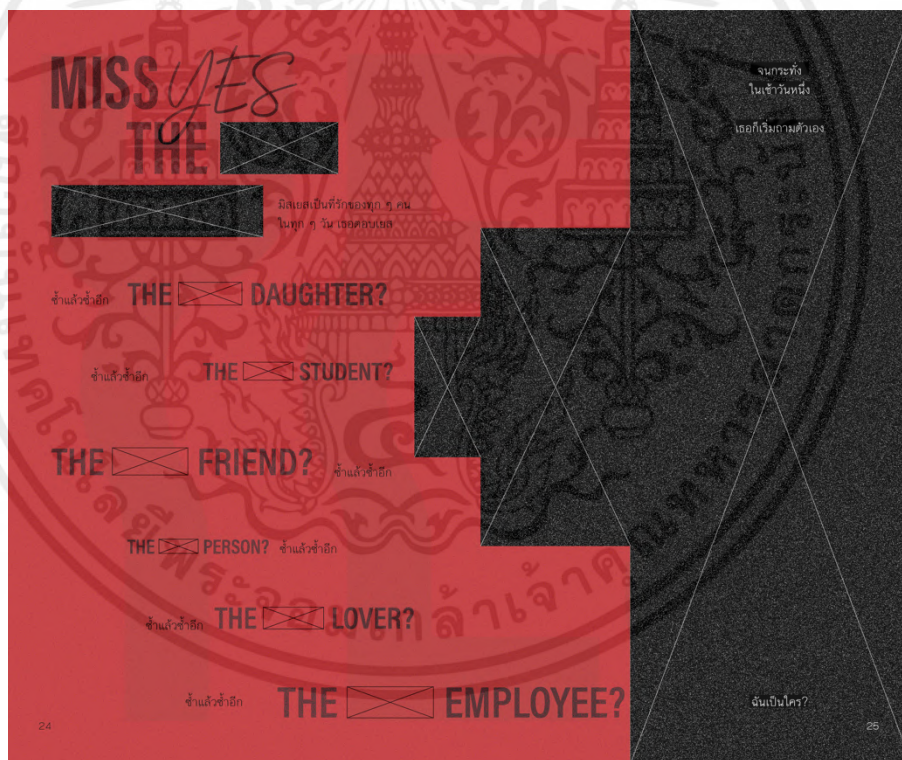 MISS YES
THE
มิสเยสเป็นที่รักของทุก ๆ คน
ในทุก ๆ วัน เธอตอบเยส
ซ้ำแล้วซ้ำอีก THE DAUGHTER?
ซ้ำแล้วซ้ำอีก THE STUDENT?
THE FRIEND? ซ้ำแล้วซ้ำอีก
THE PERSON? ซ้ำแล้วซ้ำอีก
ซ้ำแล้วซ้ำอีก THE LOVER?
ซ้ำแล้วซ้ำอีก THE EMPLOYEE?
24
จนกระทั่ง
ในเช้าวันหนึ่ง
เธอก็เริ่มถามตัวเอง
ฉันเป็นใคร?
25